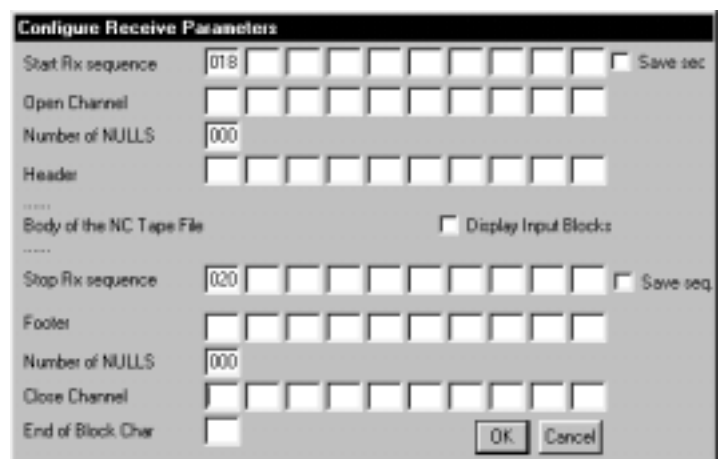 Configure Receive Parameters
Start Rx sequence 018 Save sec
Open Channel
Number of NULLS 000
Header
.....
Body of the NC Tape File Display Input Blocks
.....
Stop Rx sequence 020 Save seq.
Footer
Number of NULLS 000
Close Channel
End of Block Char OK Cancel